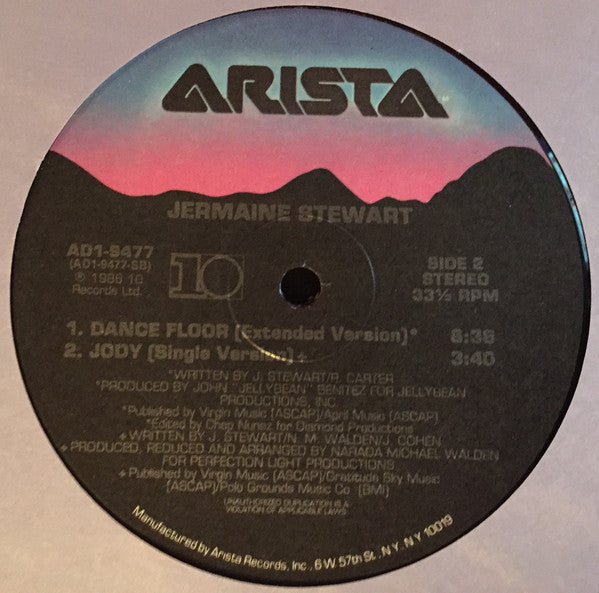 ARISTA
JERMAINE STEWART
AD1-9477
(AD1-9477-SB)
℗ 1986 10
Records Ltd.
10
SIDE 2
STEREO
33⅓ RPM
1. DANCE FLOOR (Extended Version)* 6:38
2. JODY (Single Version)+ 3:40
*WRITTEN BY J. STEWART/R. CARTER
*PRODUCED BY JOHN "JELLYBEAN" BENITEZ FOR JELLYBEAN
PRODUCTIONS, INC.
*Published by Virgin Music (ASCAP)/April Music (ASCAP)
*Edited by Chep Nunez for Diamond Productions
+WRITTEN BY J. STEWART/N. M. WALDEN/J. COHEN
+PRODUCED, REDUCED AND ARRANGED BY NARADA MICHAEL WALDEN
FOR PERFECTION LIGHT PRODUCTIONS
+Published by Virgin Music (ASCAP)/Gratitude Sky Music
(ASCAP)/Polo Grounds Music Co (BMI)
UNAUTHORIZED DUPLICATION IS A
VIOLATION OF APPLICABLE LAWS
Manufactured by Arista Records, Inc., 6 W 57th St., N.Y. N.Y 10019